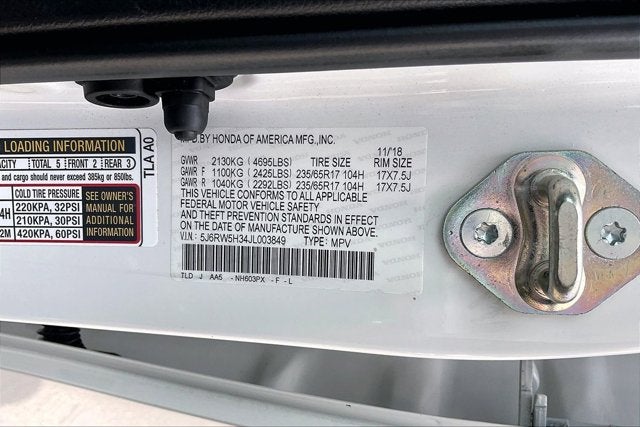 LOADING INFORMATION
TOTAL 5 FRONT 2 REAR 3
should never exceed 385kg or 850lbs.
COLD TIRE PRESSURE
220KPA, 32PSI
210KPA, 30PSI
420KPA, 60PSI
SEE OWNER'S
MANUAL FOR
ADDITIONAL
INFORMATION
TLA A0
BY HONDA OF AMERICA MFG.,INC.
11/18
GVWR 2130KG (4695LBS) TIRE SIZE RIM SIZE
GAWR F 1100KG (2425LBS) 235/65R17 104H 17X7.5J
GAWR R 1040KG (2292LBS) 235/65R17 104H 17X7.5J
THIS VEHICLE CONFORMS TO ALL APPLICABLE
FEDERAL MOTOR VEHICLE SAFETY
AND THEFT PREVENTION STANDARDS IN EFFECT
ON THE DATE OF MANUFACTURE SHOWN ABOVE.
V.I.N.: 5J6RW5H34JL003849 TYPE: MPV
TLD J AA5 - NH603PX - F - L